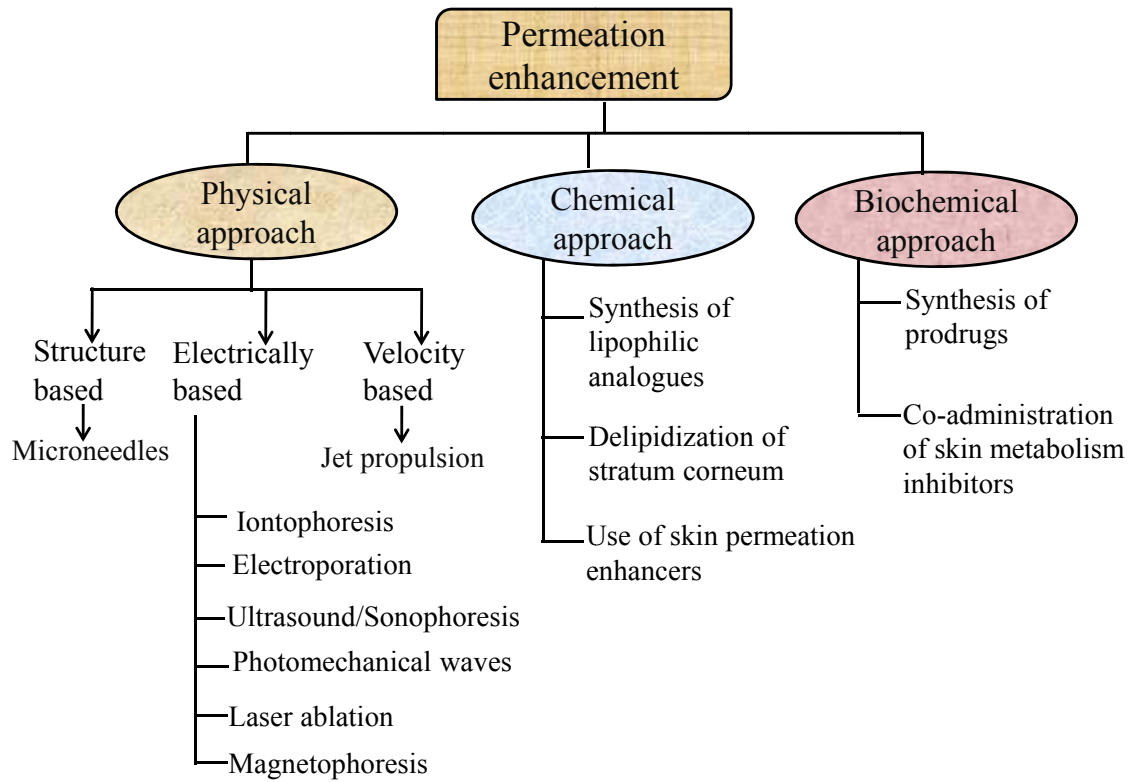 Permeation
enhancement
Physical
approach
Chemical
approach
Biochemical
approach
Structure
based
Electrically
based
Velocity
based
Microneedles
Jet propulsion
Iontophoresis
Electroporation
Ultrasound/Sonophoresis
Photomechanical waves
Laser ablation
Magnetophoresis
Synthesis of
lipophilic
analogues
Delipidization of
stratum corneum
Use of skin permeation
enhancers
Synthesis of
prodrugs
Co-administration
of skin metabolism
inhibitors